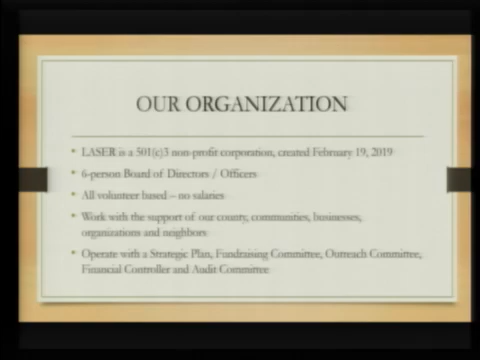 OUR ORGANIZATION
• LASER is a 501(c)3 non-profit corporation, created February 19, 2019
• 6-person Board of Directors / Officers
• All volunteer based – no salaries
• Work with the support of our county, communities, businesses,
organizations and neighbors
• Operate with a Strategic Plan, Fundraising Committee, Outreach Committee,
Financial Controller and Audit Committee